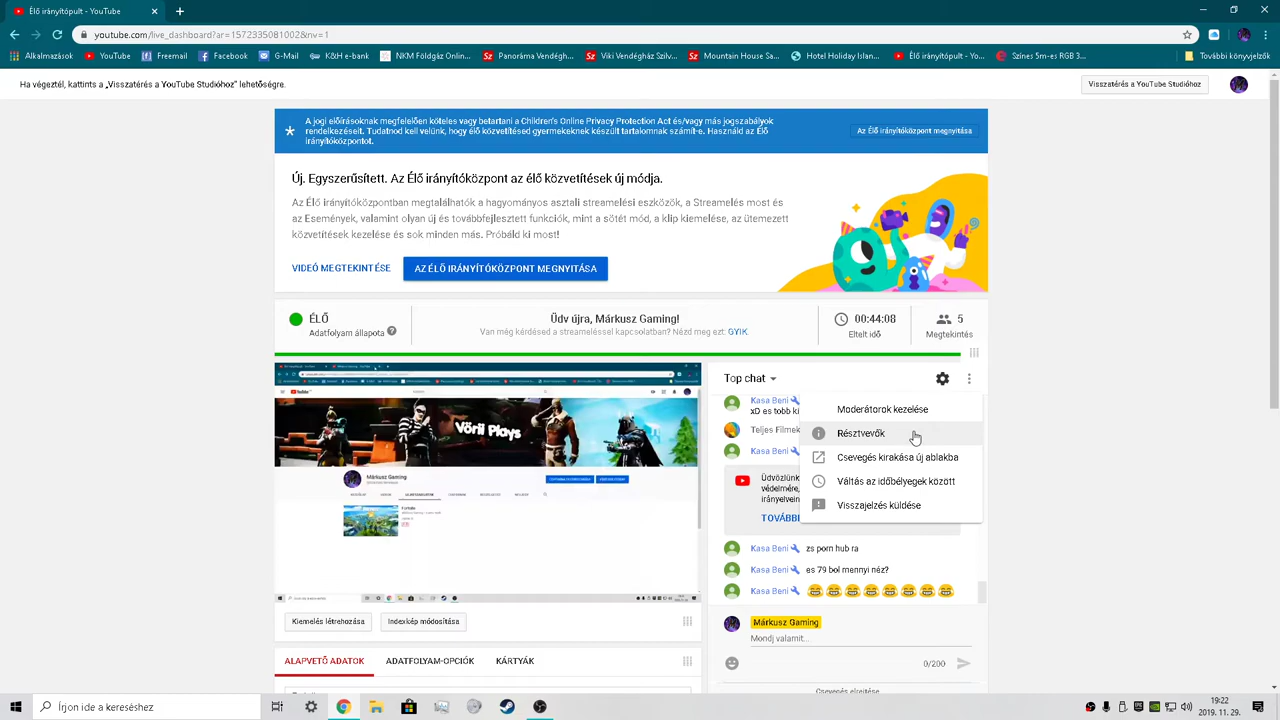 Élő irányítópult - YouTube
youtube.com/live_dashboard?ar=1572335081002&nv=1
Alkalmazások
YouTube
Freemail
Facebook
G-Mail
K&H e-bank
NKM Földgáz Onlin...
Panoráma Vendégh...
Viki Vendégház Szilv...
Mountain House Sa...
Hotel Holiday Islan...
Élő irányítópult - Yo...
Színes 5m-es RGB 3...
További könyvjelzők
Ha végeztél, kattints a „Visszatérés a YouTube Studióhoz” lehetőségre.
Visszatérés a YouTube Studióhoz
A jogi előírásoknak megfelelően köteles vagy betartani a Children's Online Privacy Protection Act és/vagy más jogszabályok
rendelkezéseit. Tudatnod kell velünk, hogy élő közvetítésed gyermekeknek készült tartalomnak számít-e. Használd az Élő
irányítóközpontot.
Az Élő irányítóközpont megnyitása
Új. Egyszerűsített. Az Élő irányítóközpont az élő közvetítések új módja.
Az Élő irányítóközpontban megtalálhatók a hagyományos asztali streamelési eszközök, a Streamelés most és
az Események, valamint olyan új és továbbfejlesztett funkciók, mint a sötét mód, a klip kiemelése, az ütemezett
közvetítések kezelése és sok minden más. Próbáld ki most!
VIDEÓ MEGTEKINTÉSE
AZ ÉLŐ IRÁNYÍTÓKÖZPONT MEGNYITÁSA
ÉLŐ
Adatfolyam állapota
Üdv újra, Márkusz Gaming!
Van még kérdésed a streameléssel kapcsolatban? Nézd meg ezt: GYIK.
00:44:08
Eltelt idő
5
Megtekintés
Vörii Plays
Márkusz Gaming
Kiemelés létrehozása
Indexkép módosítása
ALAPVETŐ ADATOK
ADATFOLYAM-OPCIÓK
KÁRTYÁK
Top chat
Kasa Beni
xD es tobb ki
Teljes Filmek
Kasa Beni
Üdvözlünk
védelmére,
irányelvein
TOVÁBBI
Moderátorok kezelése
Résztvevők
Csevegés kirakása új ablakba
Váltás az időbélyegek között
Visszajelzés küldése
Kasa Beni zs porn hub ra
Kasa Beni es 79 bol mennyi néz?
Kasa Beni 😂😂😂😂😂😂😂😂
Márkusz Gaming
Mondj valamit...
0/200
Csevegés elrejtése
Írjon ide a kereséshez
19:22
2019. 11. 29.